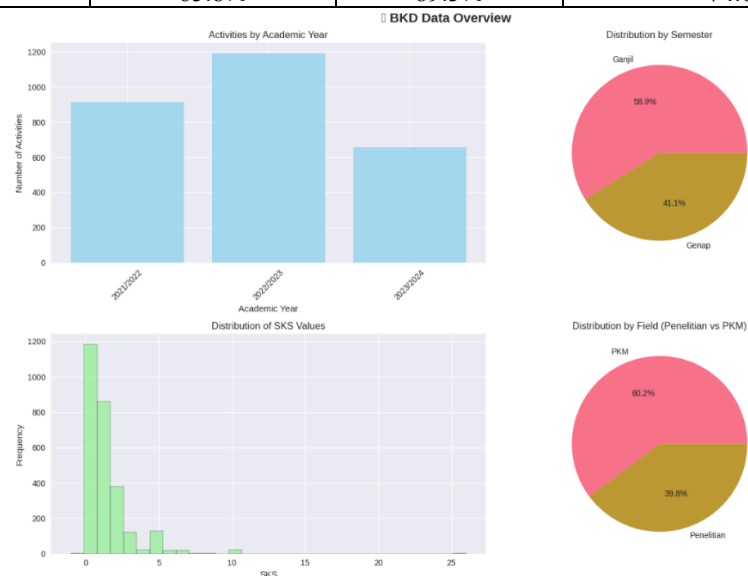 BKD Data Overview
Activities by Academic Year
1200
1000
800
600
400
200
0
Number of Activities
2021/2022
2022/2023
2023/2024
Academic Year
Distribution by Semester
Ganjil
58.9%
41.1%
Genap
Distribution of SKS Values
1200
1000
800
600
400
200
0
Frequency
0
5
10
15
20
25
SKS
Distribution by Field (Penelitian vs PKM)
PKM
60.2%
39.8%
Penelitian